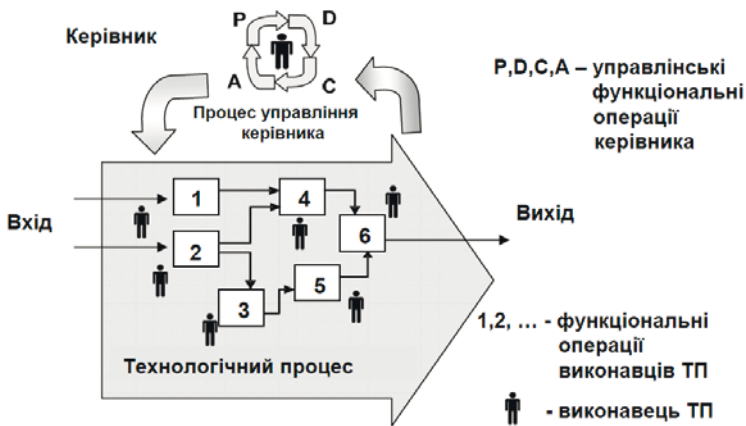 Керівник
P D
A C
Процес управління
керівника
P,D,C,A – управлінські
функціональні
операції
керівника
Вхід
1
2
3
4
5
6
Вихід
Технологічний процес
1,2, ... - функціональні
операції
виконавців ТП
- виконавець ТП